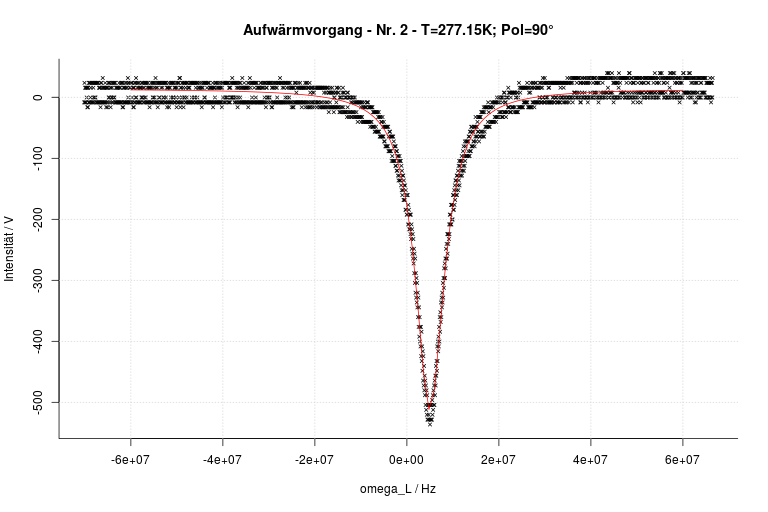 Aufwärmvorgang - Nr. 2 - T=277.15K; Pol=90°
Intensität / V
0
-100
-200
-300
-400
-500
-6e+07 -4e+07 -2e+07 0e+00 2e+07 4e+07 6e+07
omega_L / Hz